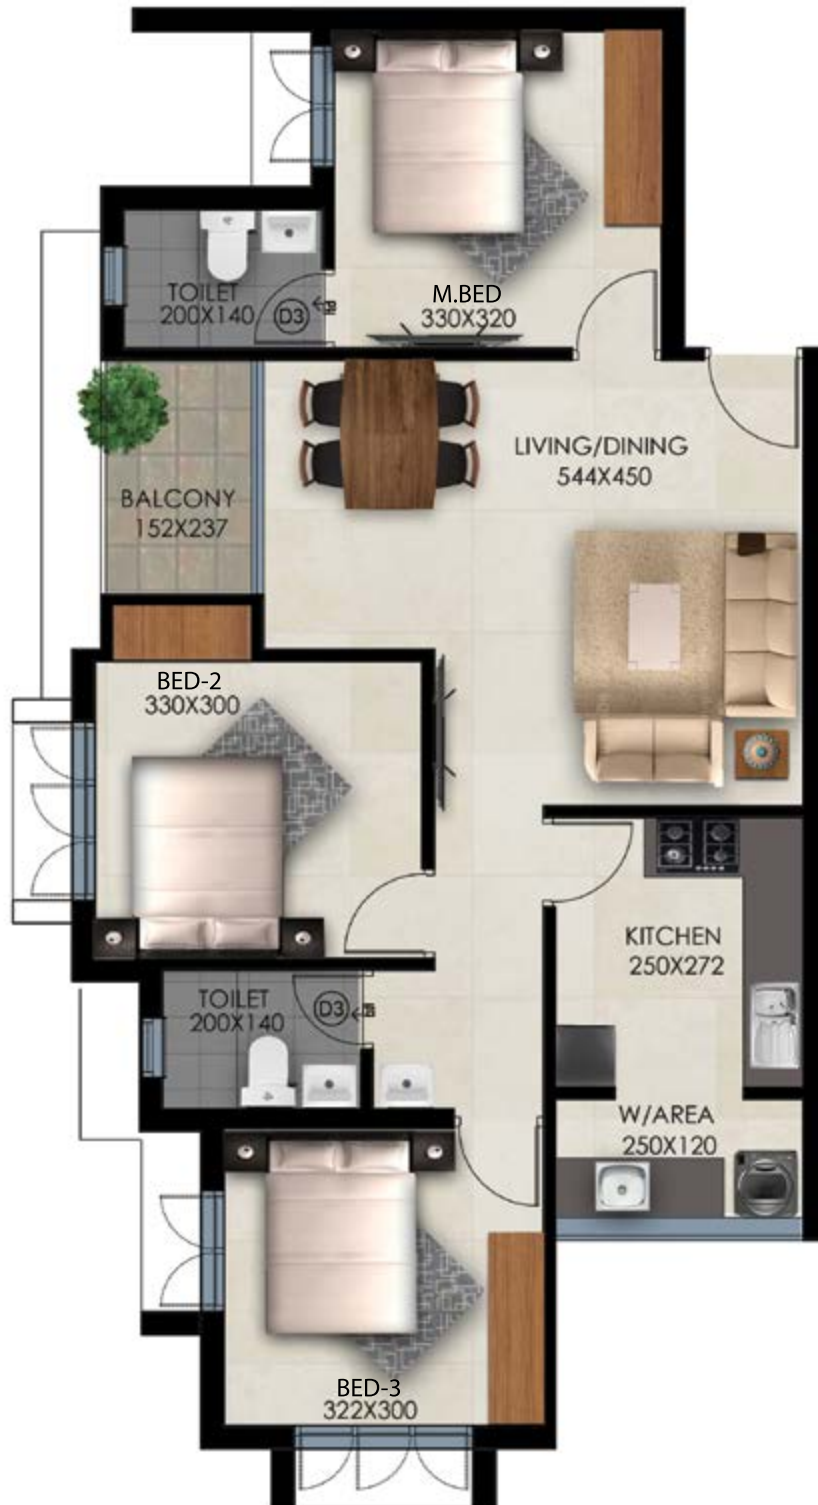 M.BED
330X320
TOILET
200X140
D3
LIVING/DINING
544X450
BALCONY
152X237
BED-2
330X300
KITCHEN
250X272
TOILET
200X140
D3
W/AREA
250X120
BED-3
322X300